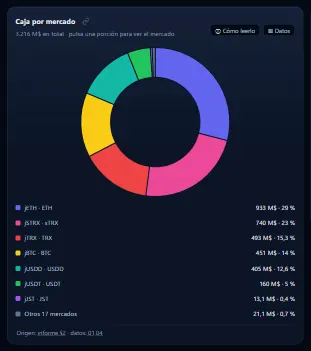 Caja por mercado
3.216 M$ en total · pulsa una porción para ver el mercado
Cómo leerlo
Datos
jETH · ETH 933 M$ · 29 %
jSTRX · sTRX 740 M$ · 23 %
jTRX · TRX 493 M$ · 15,3 %
jBTC · BTC 451 M$ · 14 %
jUSDD · USDD 405 M$ · 12,6 %
jUSDT · USDT 160 M$ · 5 %
jJST · JST 13,1 M$ · 0,4 %
Otros 17 mercados 21,1 M$ · 0,7 %
Origen: informe §2 · datos: 01 04